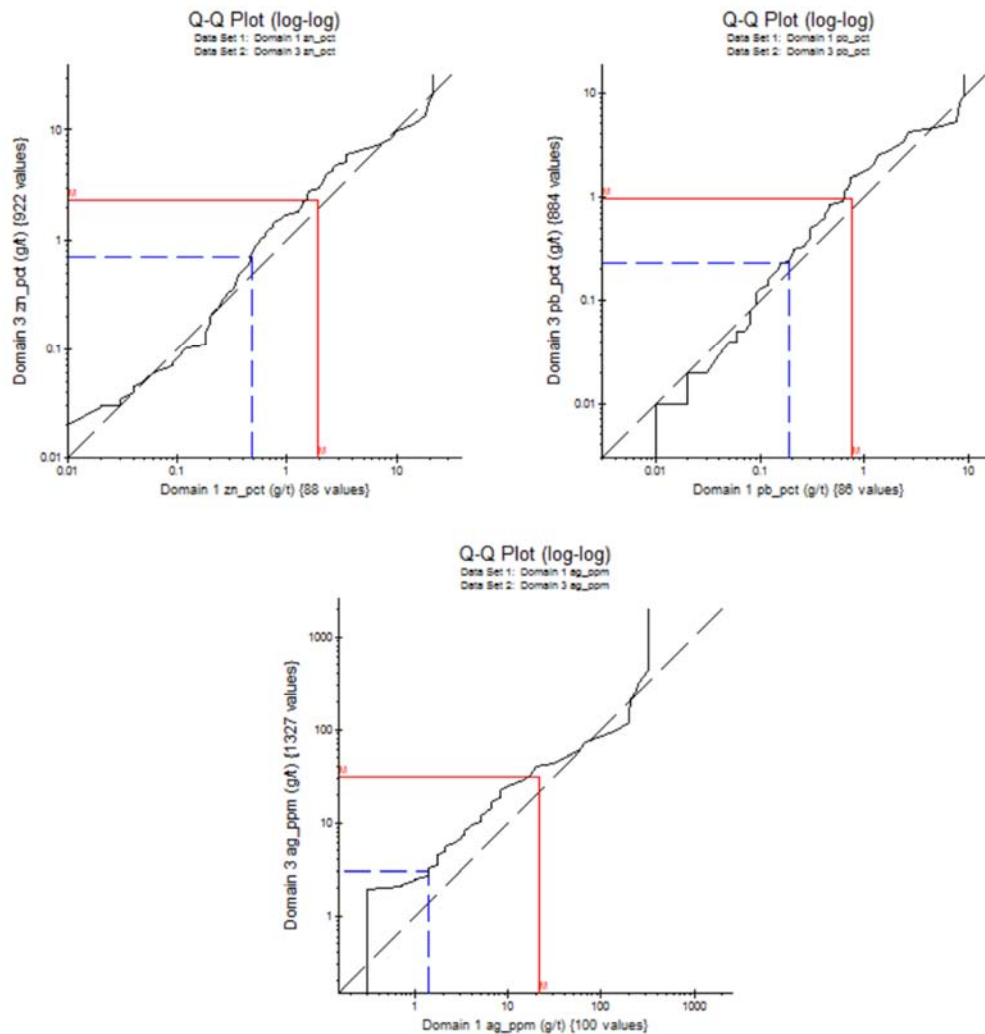 Q-Q Plot (log-log)
Data Set 1: Domain 1 zn_pct
Data Set 2: Domain 3 zn_pct
Domain 3 zn_pct (g/t) {922 values}
10
1
0.1
0.01
M
M
0.01 0.1 1 10
Domain 1 zn_pct (g/t) {88 values}
Q-Q Plot (log-log)
Data Set 1: Domain 1 pb_pct
Data Set 2: Domain 3 pb_pct
Domain 3 pb_pct (g/t) {884 values}
10
1
0.1
0.01
M
M
0.01 0.1 1 10
Domain 1 pb_pct (g/t) {86 values}
Q-Q Plot (log-log)
Data Set 1: Domain 1 ag_ppm
Data Set 2: Domain 3 ag_ppm
Domain 3 ag_ppm (g/t) {1327 values}
1000
100
10
1
M
M
1 10 100 1000
Domain 1 ag_ppm (g/t) {100 values}